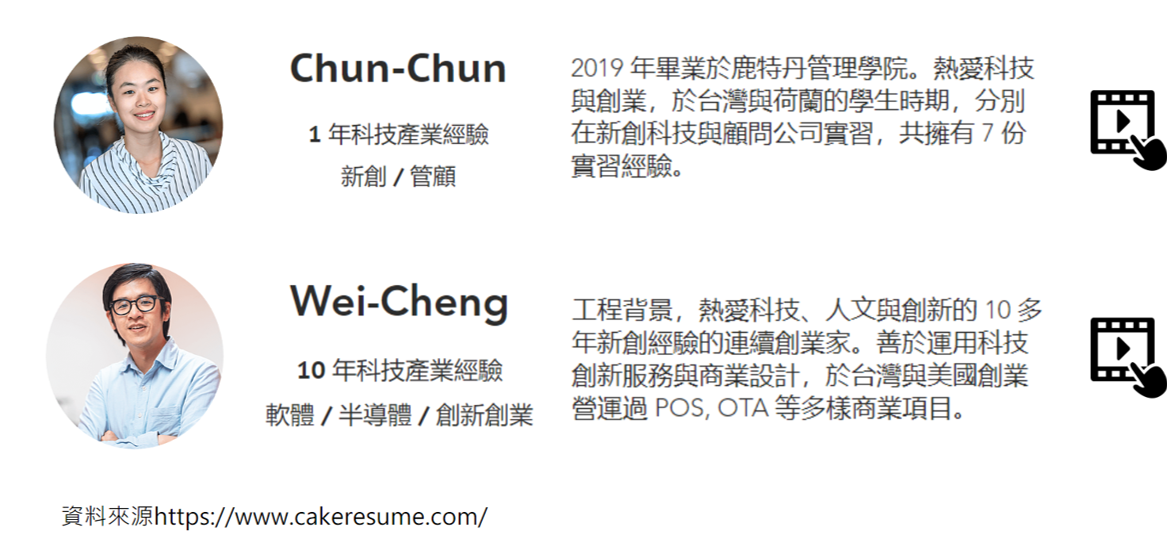 Chun-Chun
1 年科技產業經驗
新創 / 管顧
2019 年畢業於鹿特丹管理學院。熱愛科技
與創業，於台灣與荷蘭的學生時期，分別
在新創科技與顧問公司實習，共擁有 7 份
實習經驗。
Wei-Cheng
10 年科技產業經驗
軟體 / 半導體 / 創新創業
工程背景，熱愛科技、人文與創新的 10 多
年新創經驗的連續創業家。善於運用科技
創新服務與商業設計，於台灣與美國創業
營運過 POS, OTA 等多樣商業項目。
資料來源https://www.cakeresume.com/